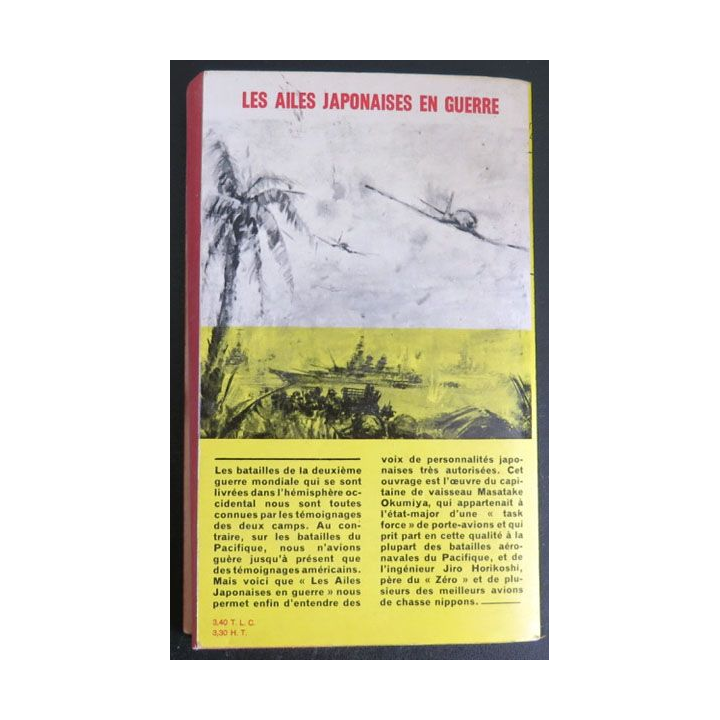 LES AILES JAPONAISES EN GUERRE
Les batailles de la deuxième
guerre mondiale qui se sont
livrées dans l'hémisphère oc-
cidental nous sont toutes
connues par les témoignages
des deux camps. Au con-
traire, sur les batailles du
Pacifique, nous n'avions
guère jusqu'à présent que
des témoignages américains.
Mais voici que « Les Ailes
Japonaises en guerre » nous
permet enfin d'entendre des
voix de personnalités japo-
naises très autorisées. Cet
ouvrage est l'œuvre du capi-
taine de vaisseau Masatake
Okumiya, qui appartenait à
l'état-major d'une « task
force » de porte-avions et qui
prit part en cette qualité à la
plupart des batailles aéro-
navales du Pacifique, et de
l'ingénieur Jiro Horikoshi,
père du « Zéro » et de plu-
sieurs des meilleurs avions
de chasse nippons.
3,40 T. L. C.
3,30 H. T.